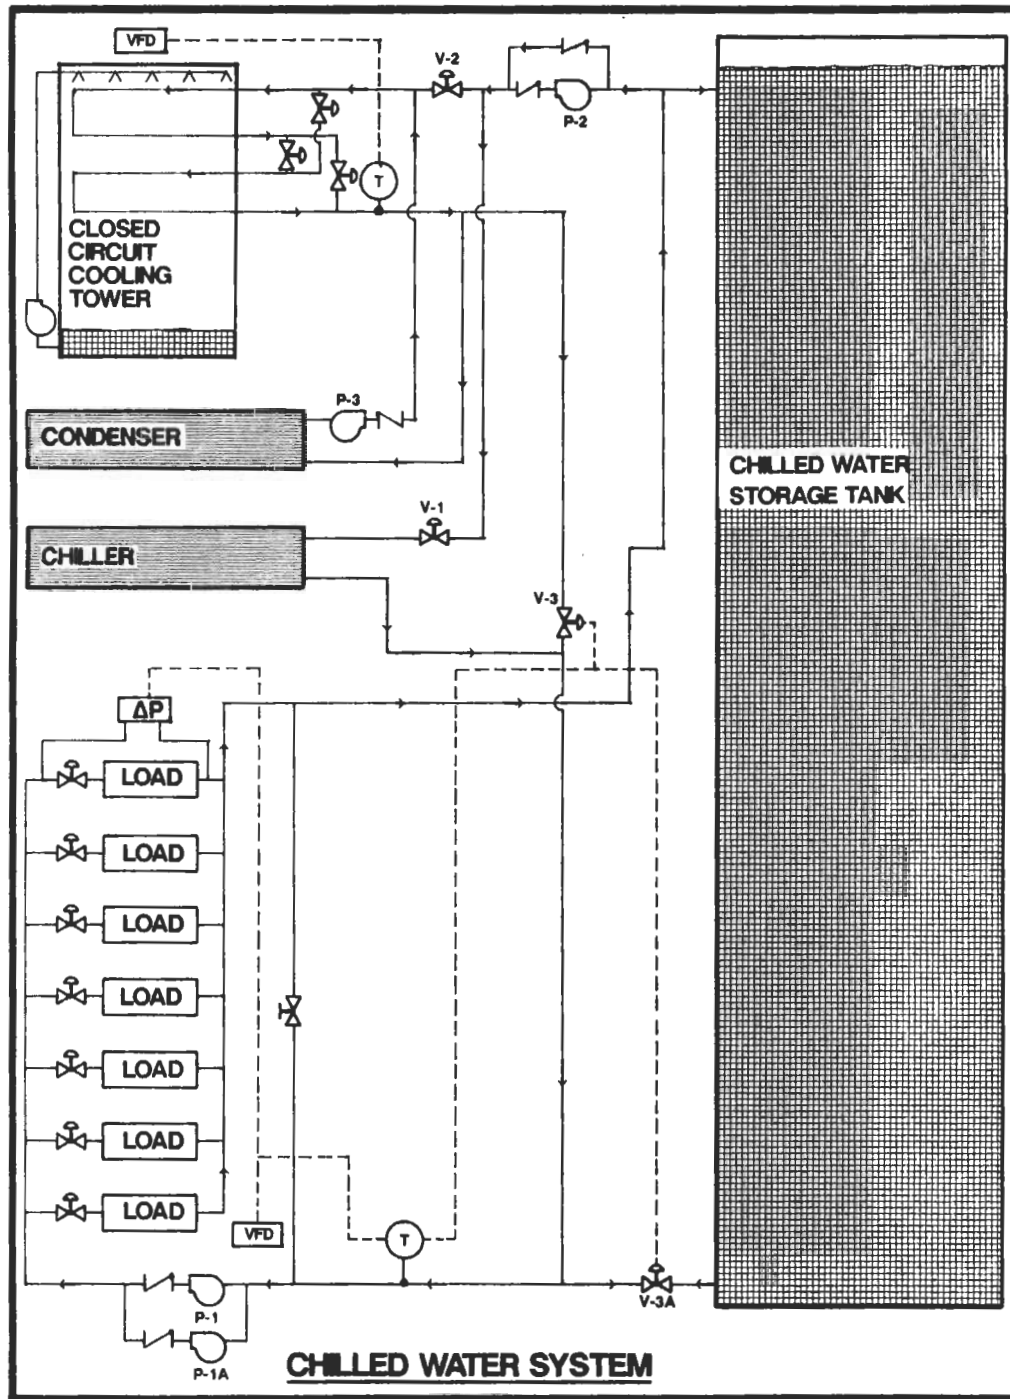 VFD
V-2
P-2
T
CLOSED
CIRCUIT
COOLING
TOWER
P-3
CONDENSER
CHILLED WATER
STORAGE TANK
V-1
CHILLER
V-3
ΔP
LOAD
LOAD
LOAD
LOAD
LOAD
LOAD
LOAD
VFD
T
V-3A
P-1
P-1A
CHILLED WATER SYSTEM